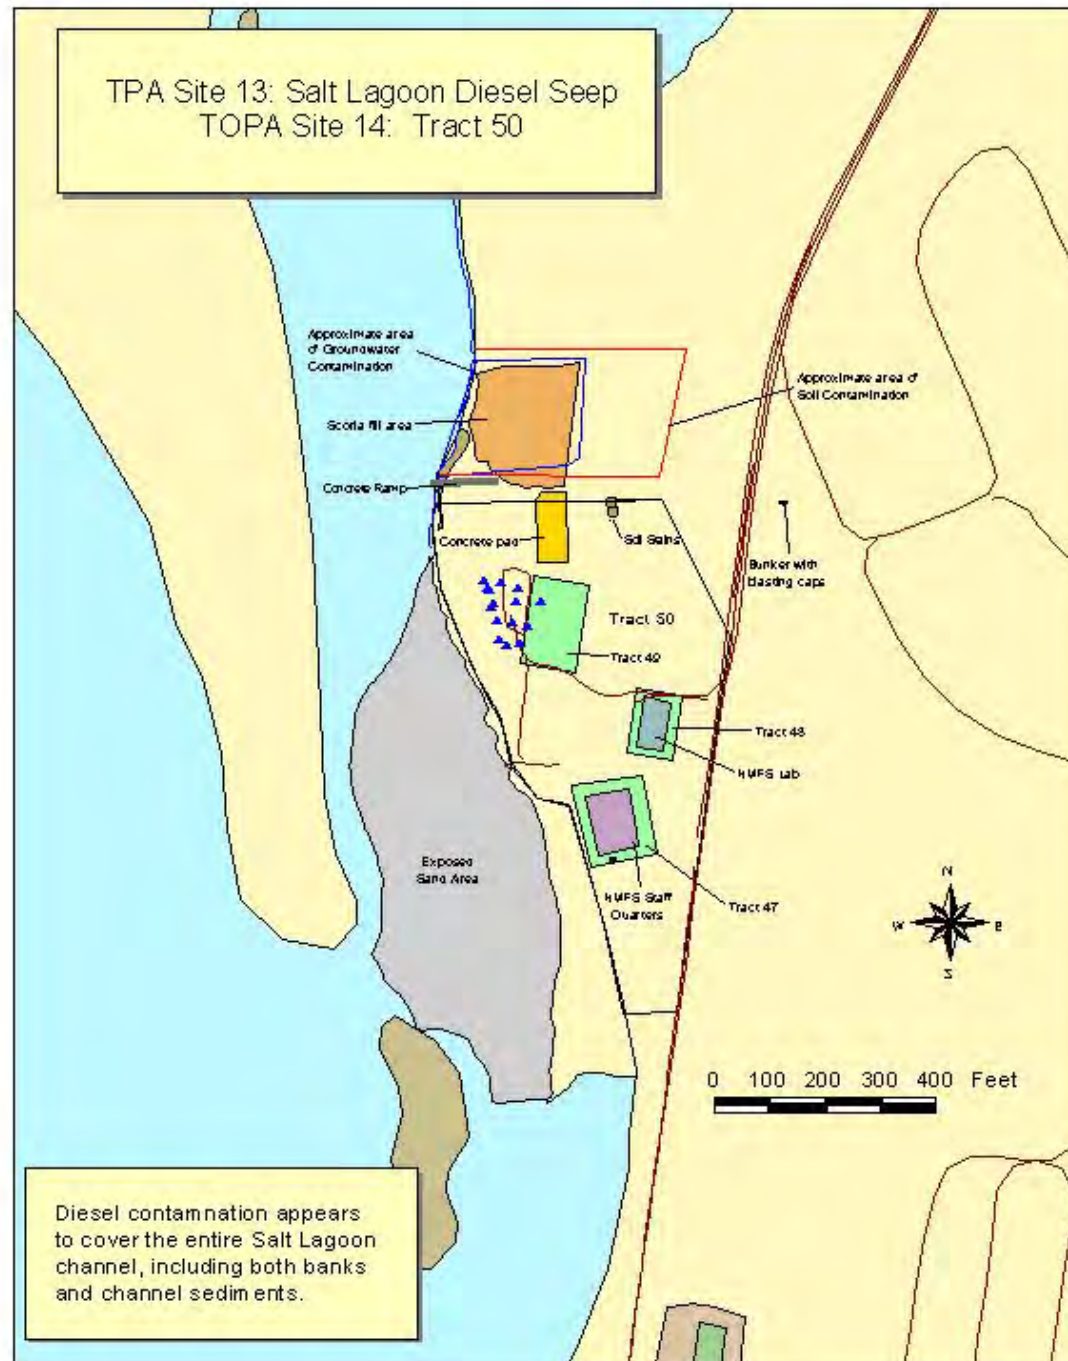 TPA Site 13: Salt Lagoon Diesel Seep
TOPA Site 14: Tract 50
Approximate area
of Groundwater
Contamination
Scoria fill area
Concrete Ramp
Approximate area of
Soil Contamination
Concrete pad
Soil Stains
Bunker with
blasting caps
Tract 50
Tract 49
Tract 48
NMFS Lab
Exposed
Sand Area
NMFS Staff
Quarters
Tract 47
N
W
E
S
0 100 200 300 400 Feet
Diesel contamnation appears
to cover the entire Salt Lagoon
channel, including both banks
and channel sediments.